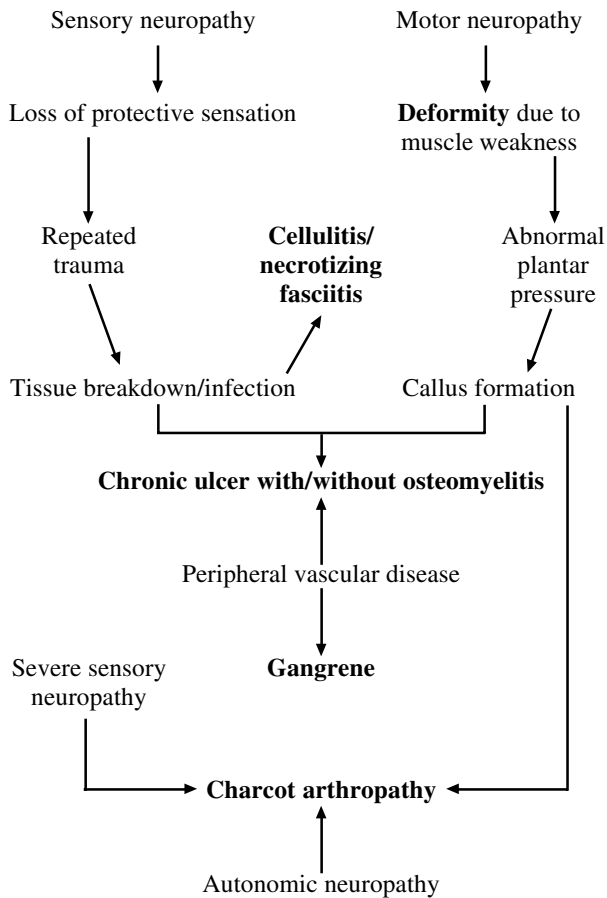 Sensory neuropathy
Motor neuropathy
Loss of protective sensation
Deformity due to
muscle weakness
Repeated
trauma
Cellulitis/
necrotizing
fasciitis
Abnormal
plantar
pressure
Tissue breakdown/infection
Callus formation
Chronic ulcer with/without osteomyelitis
Peripheral vascular disease
Severe sensory
neuropathy
Gangrene
Charcot arthropathy
Autonomic neuropathy